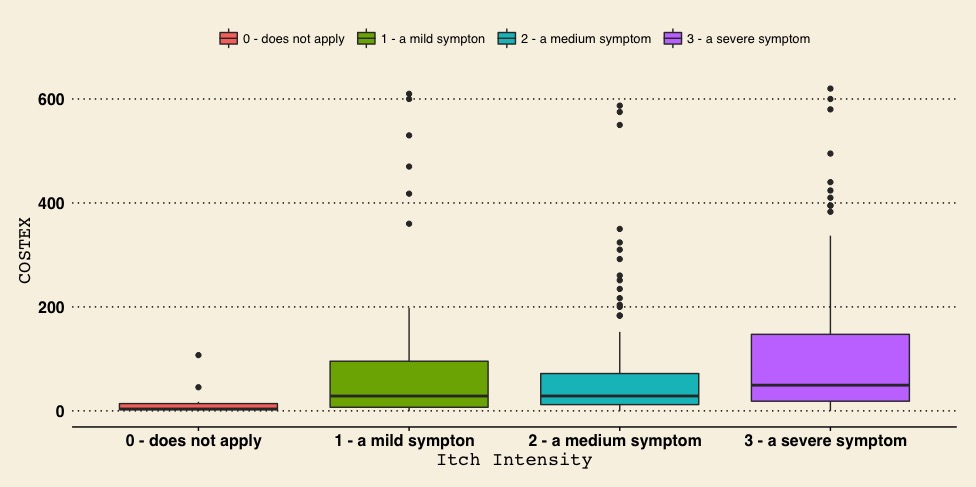 0 - does not apply 1 - a mild sympton 2 - a medium symptom 3 - a severe symptom
600
400
200
0
COSTEX
0 - does not apply 1 - a mild sympton 2 - a medium symptom 3 - a severe symptom
Itch Intensity